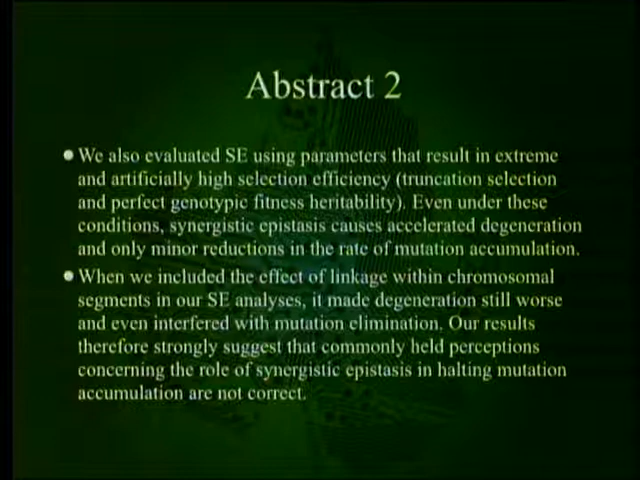 Abstract 2
We also evaluated SE using parameters that result in extreme
and artificially high selection efficiency (truncation selection
and perfect genotypic fitness heritability). Even under these
conditions, synergistic epistasis causes accelerated degeneration
and only minor reductions in the rate of mutation accumulation.
When we included the effect of linkage within chromosomal
segments in our SE analyses, it made degeneration still worse
and even interfered with mutation elimination. Our results
therefore strongly suggest that commonly held perceptions
concerning the role of synergistic epistasis in halting mutation
accumulation are not correct.